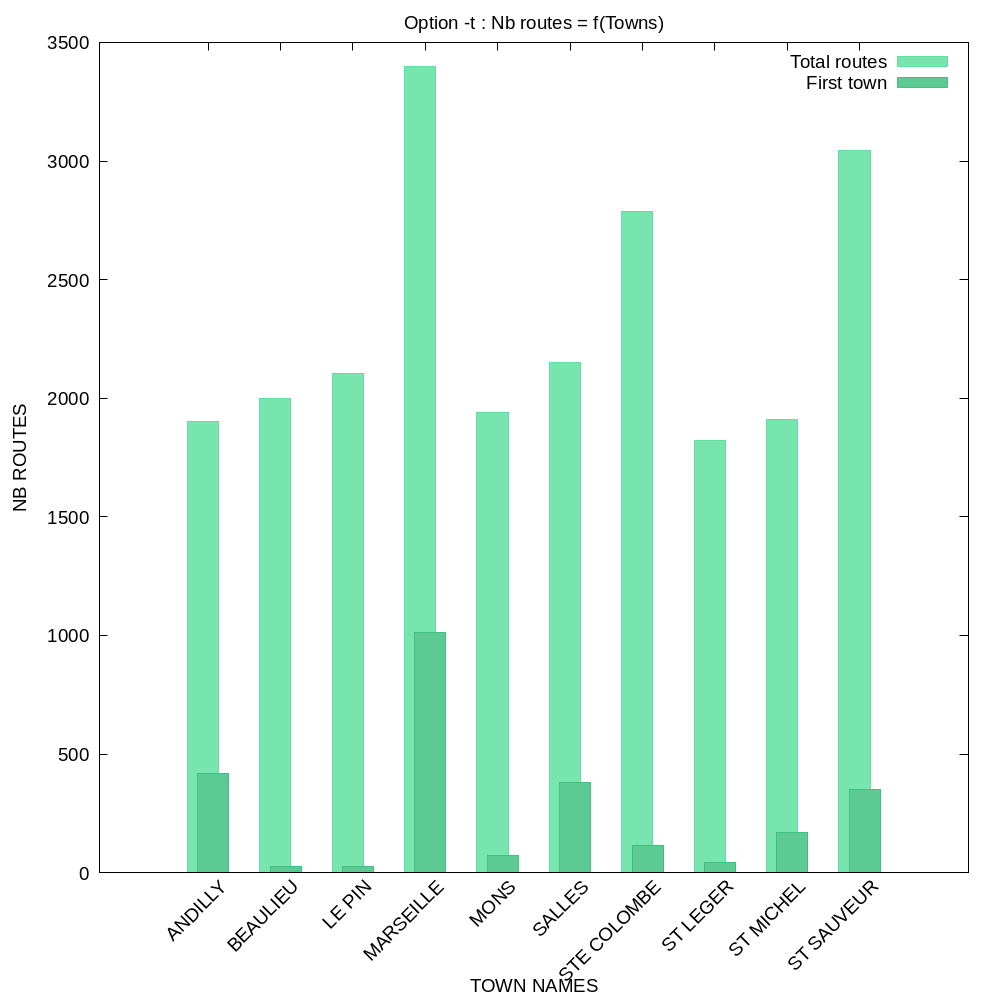 Option -t : Nb routes = f(Towns)
3500
3000
2500
2000
1500
1000
500
0
NB ROUTES
Total routes
First town
ANDILLY
BEAULIEU
LE PIN
MARSEILLE
MONS
SALLES
STE COLOMBE
ST LEGER
ST MICHEL
ST SAUVEUR
TOWN NAMES